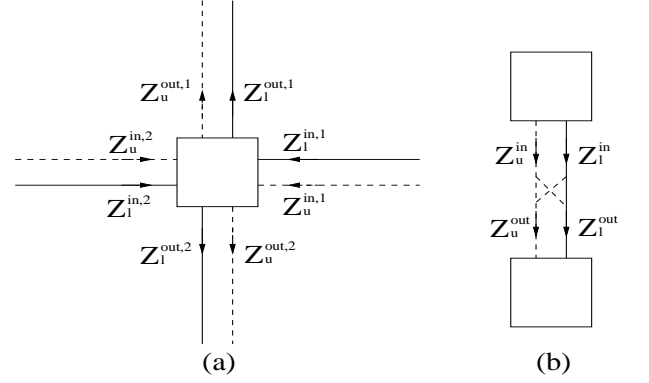 Z_u^{out,1} Z_l^{out,1}
Z_u^{in,2} Z_l^{in,1}
Z_l^{in,2} Z_u^{in,1}
Z_l^{out,2} Z_u^{out,2}
(a)
Z_u^{in} Z_l^{in}
Z_u^{out} Z_l^{out}
(b)